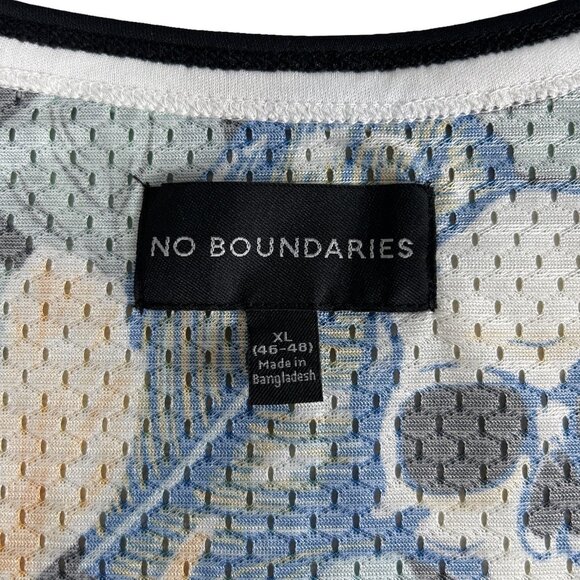 NO BOUNDARIES
XL
(46-48)
Made in
Bangladesh